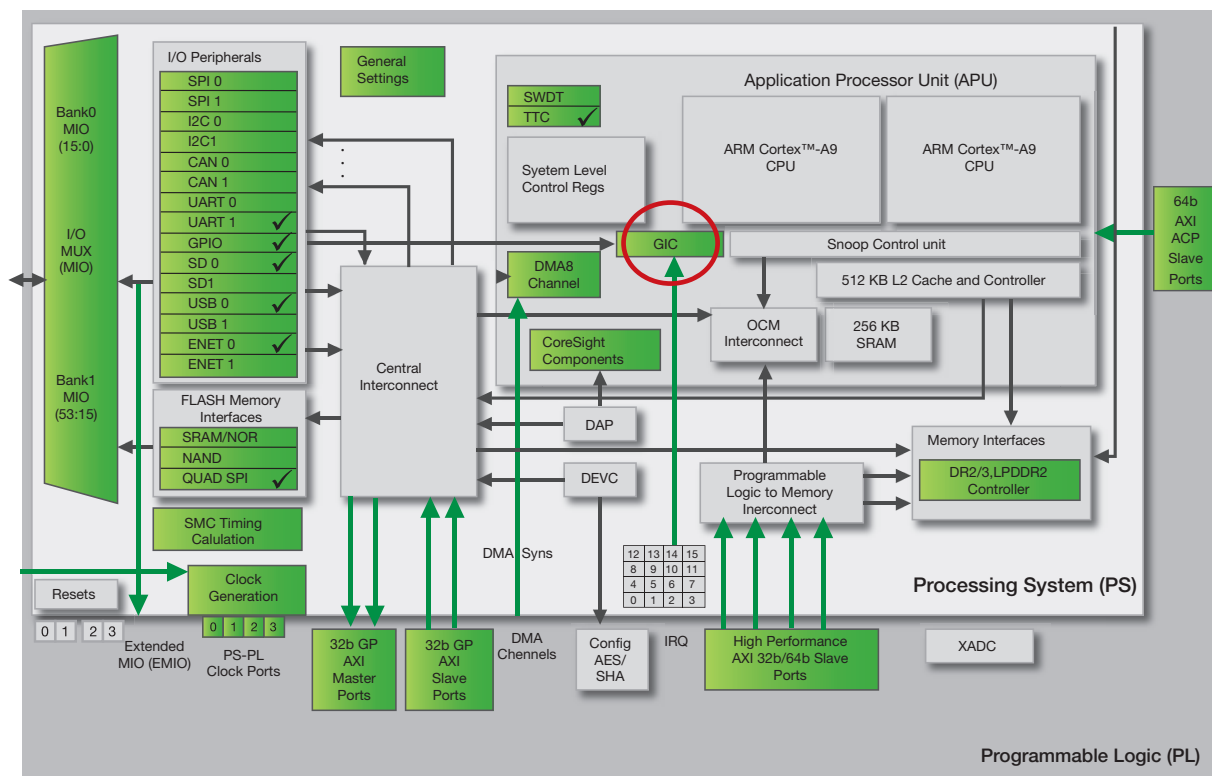 I/O Peripherals
SPI 0
SPI 1
I2C 0
I2C1
CAN 0
CAN 1
UART 0
UART 1
GPIO
SD 0
SD1
USB 0
USB 1
ENET 0
ENET 1
Bank0
MIO
(15:0)
I/O
MUX
(MIO)
Bank1
MIO
(53:15)
FLASH Memory
Interfaces
SRAM/NOR
NAND
QUAD SPI
SMC Timing
Calulation
General
Settings
Application Processor Unit (APU)
SWDT
TTC
System Level
Control Regs
ARM Cortex™-A9
CPU
ARM Cortex™-A9
CPU
GIC
Snoop Control unit
DMA8
Channel
512 KB L2 Cache and Controller
OCM
Interconnect
256 KB
SRAM
CoreSight
Components
Central
Interconnect
DAP
DEVC
Programmable
Logic to Memory
Inerconnect
Memory Interfaces
DR2/3,LPDDR2
Controller
64b
AXI
ACP
Slave
Ports
DMA Syns
12 13 14 15
8 9 10 11
4 5 6 7
0 1 2 3
Processing System (PS)
Clock
Generation
Resets
0 1 2 3
0 1 2 3
Extended
MIO (EMIO)
PS-PL
Clock Ports
32b GP
AXI
Master
Ports
32b GP
AXI
Slave
Ports
DMA
Channels
Config
AES/
SHA
IRQ
High Performance
AXI 32b/64b Slave
Ports
XADC
Programmable Logic (PL)